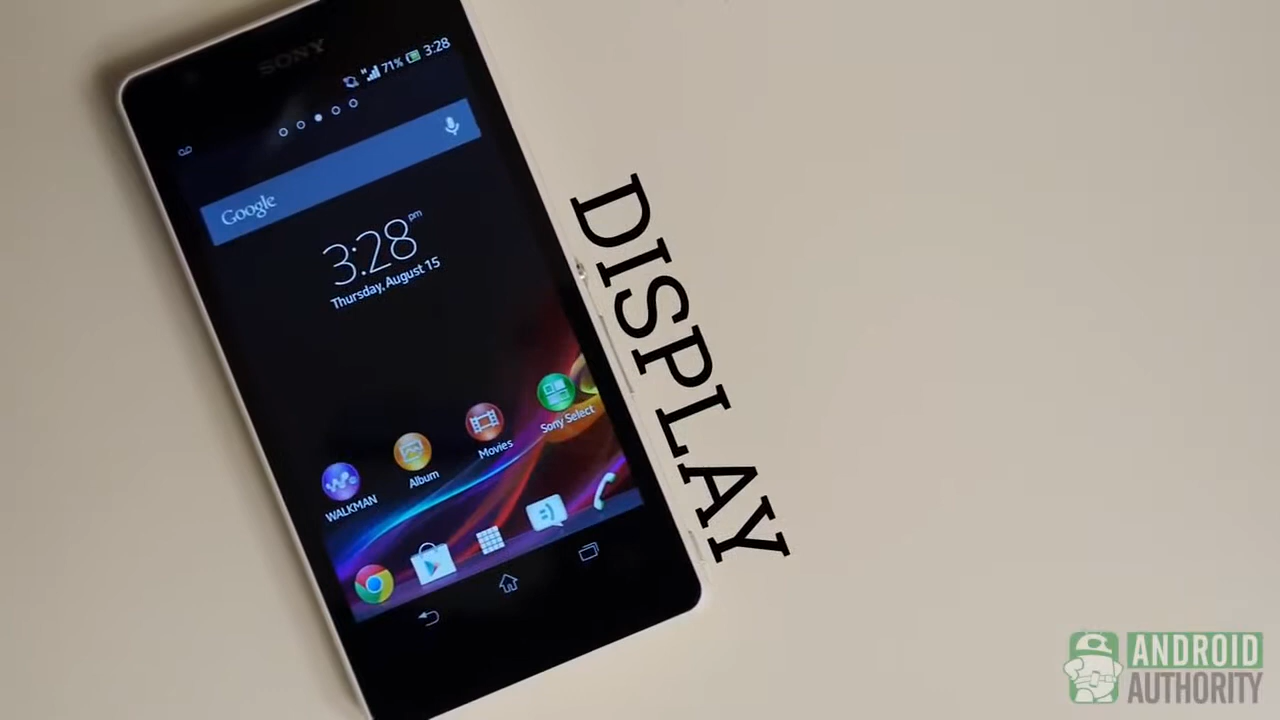 SONY
71% 3:28
Google
3:28 pm
Thursday, August 15
WALKMAN
Album
Movies
Sony Select
DISPLAY
ANDROID
AUTHORITY